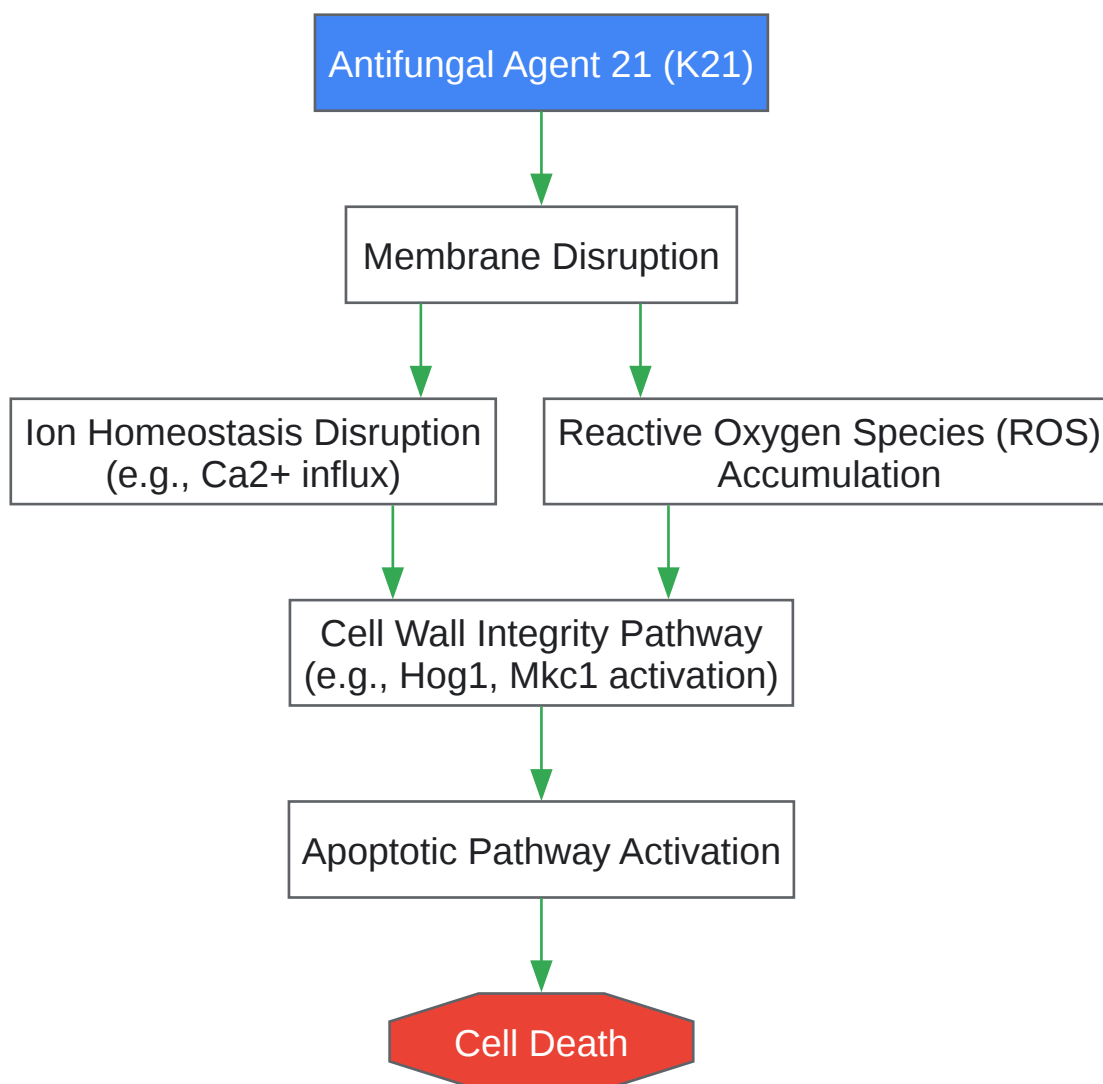 Antifungal Agent 21 (K21)
Membrane Disruption
Ion Homeostasis Disruption
(e.g., Ca2+ influx)
Reactive Oxygen Species (ROS)
Accumulation
Cell Wall Integrity Pathway
(e.g., Hog1, Mkc1 activation)
Apoptotic Pathway Activation
Cell Death